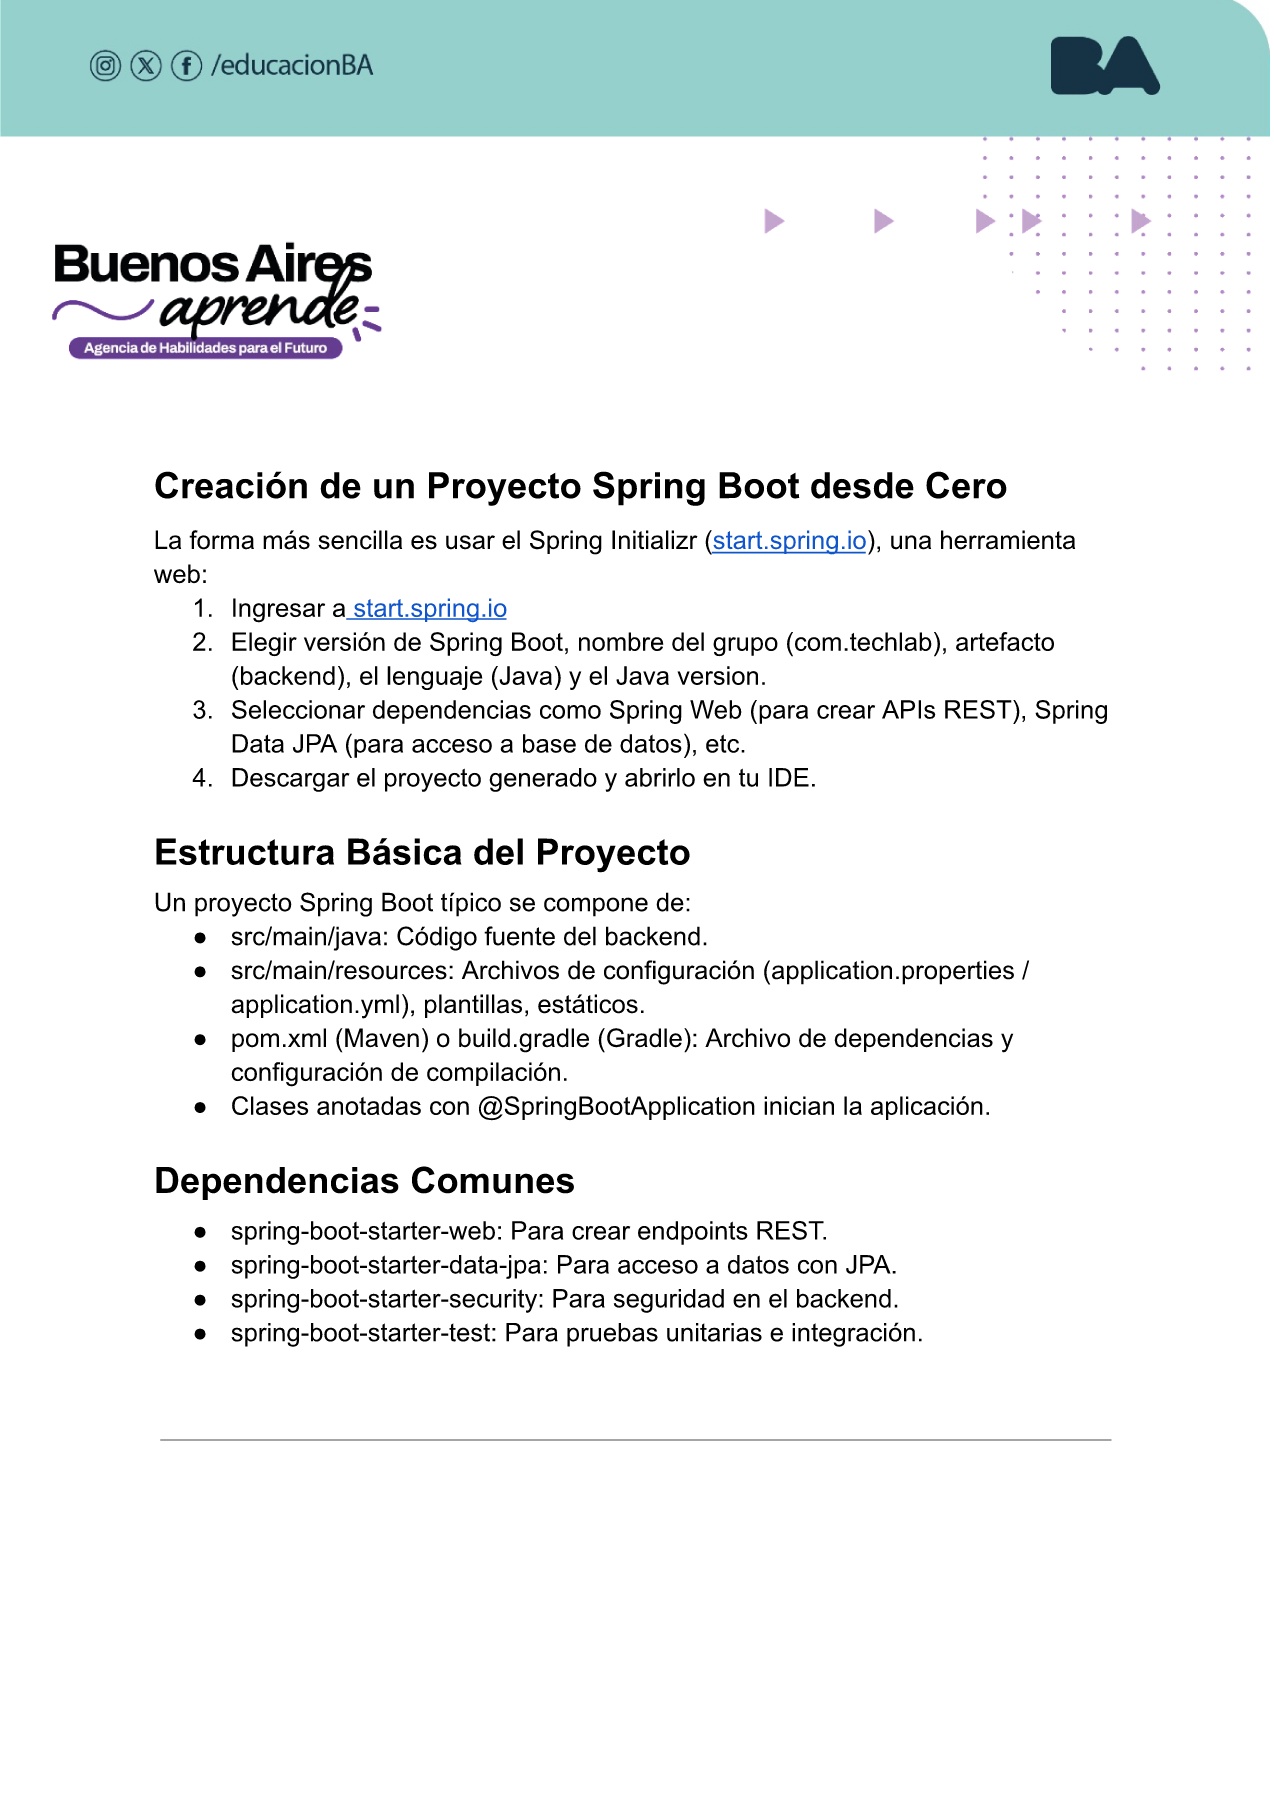 /educacionBA
BA
Buenos Aires
aprende
Agencia de Habilidades para el Futuro
Creación de un Proyecto Spring Boot desde Cero
La forma más sencilla es usar el Spring Initializr (start.spring.io), una herramienta
web:
1. Ingresar a start.spring.io
2. Elegir versión de Spring Boot, nombre del grupo (com.techlab), artefacto
(backend), el lenguaje (Java) y el Java version.
3. Seleccionar dependencias como Spring Web (para crear APIs REST), Spring
Data JPA (para acceso a base de datos), etc.
4. Descargar el proyecto generado y abrirlo en tu IDE.
Estructura Básica del Proyecto
Un proyecto Spring Boot típico se compone de:
● src/main/java: Código fuente del backend.
● src/main/resources: Archivos de configuración (application.properties /
application.yml), plantillas, estáticos.
● pom.xml (Maven) o build.gradle (Gradle): Archivo de dependencias y
configuración de compilación.
● Clases anotadas con @SpringBootApplication inician la aplicación.
Dependencias Comunes
● spring-boot-starter-web: Para crear endpoints REST.
● spring-boot-starter-data-jpa: Para acceso a datos con JPA.
● spring-boot-starter-security: Para seguridad en el backend.
● spring-boot-starter-test: Para pruebas unitarias e integración.